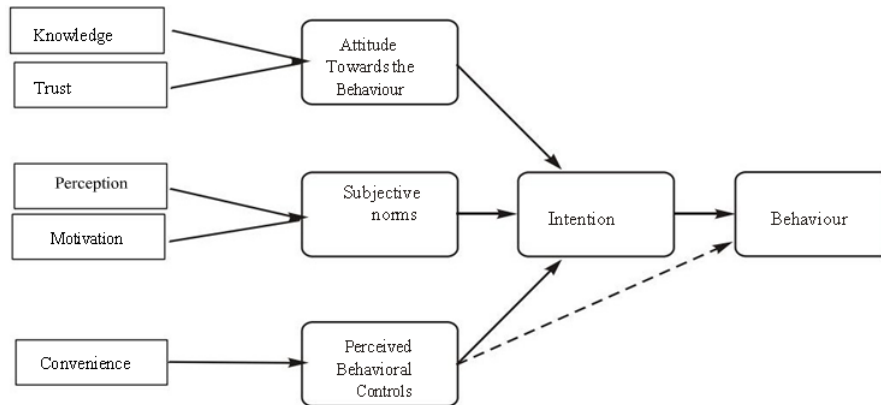 Knowledge
Trust
Attitude
Towards the
Behaviour
Perception
Motivation
Subjective
norms
Intention
Behaviour
Convenience
Perceived
Behavioral
Controls